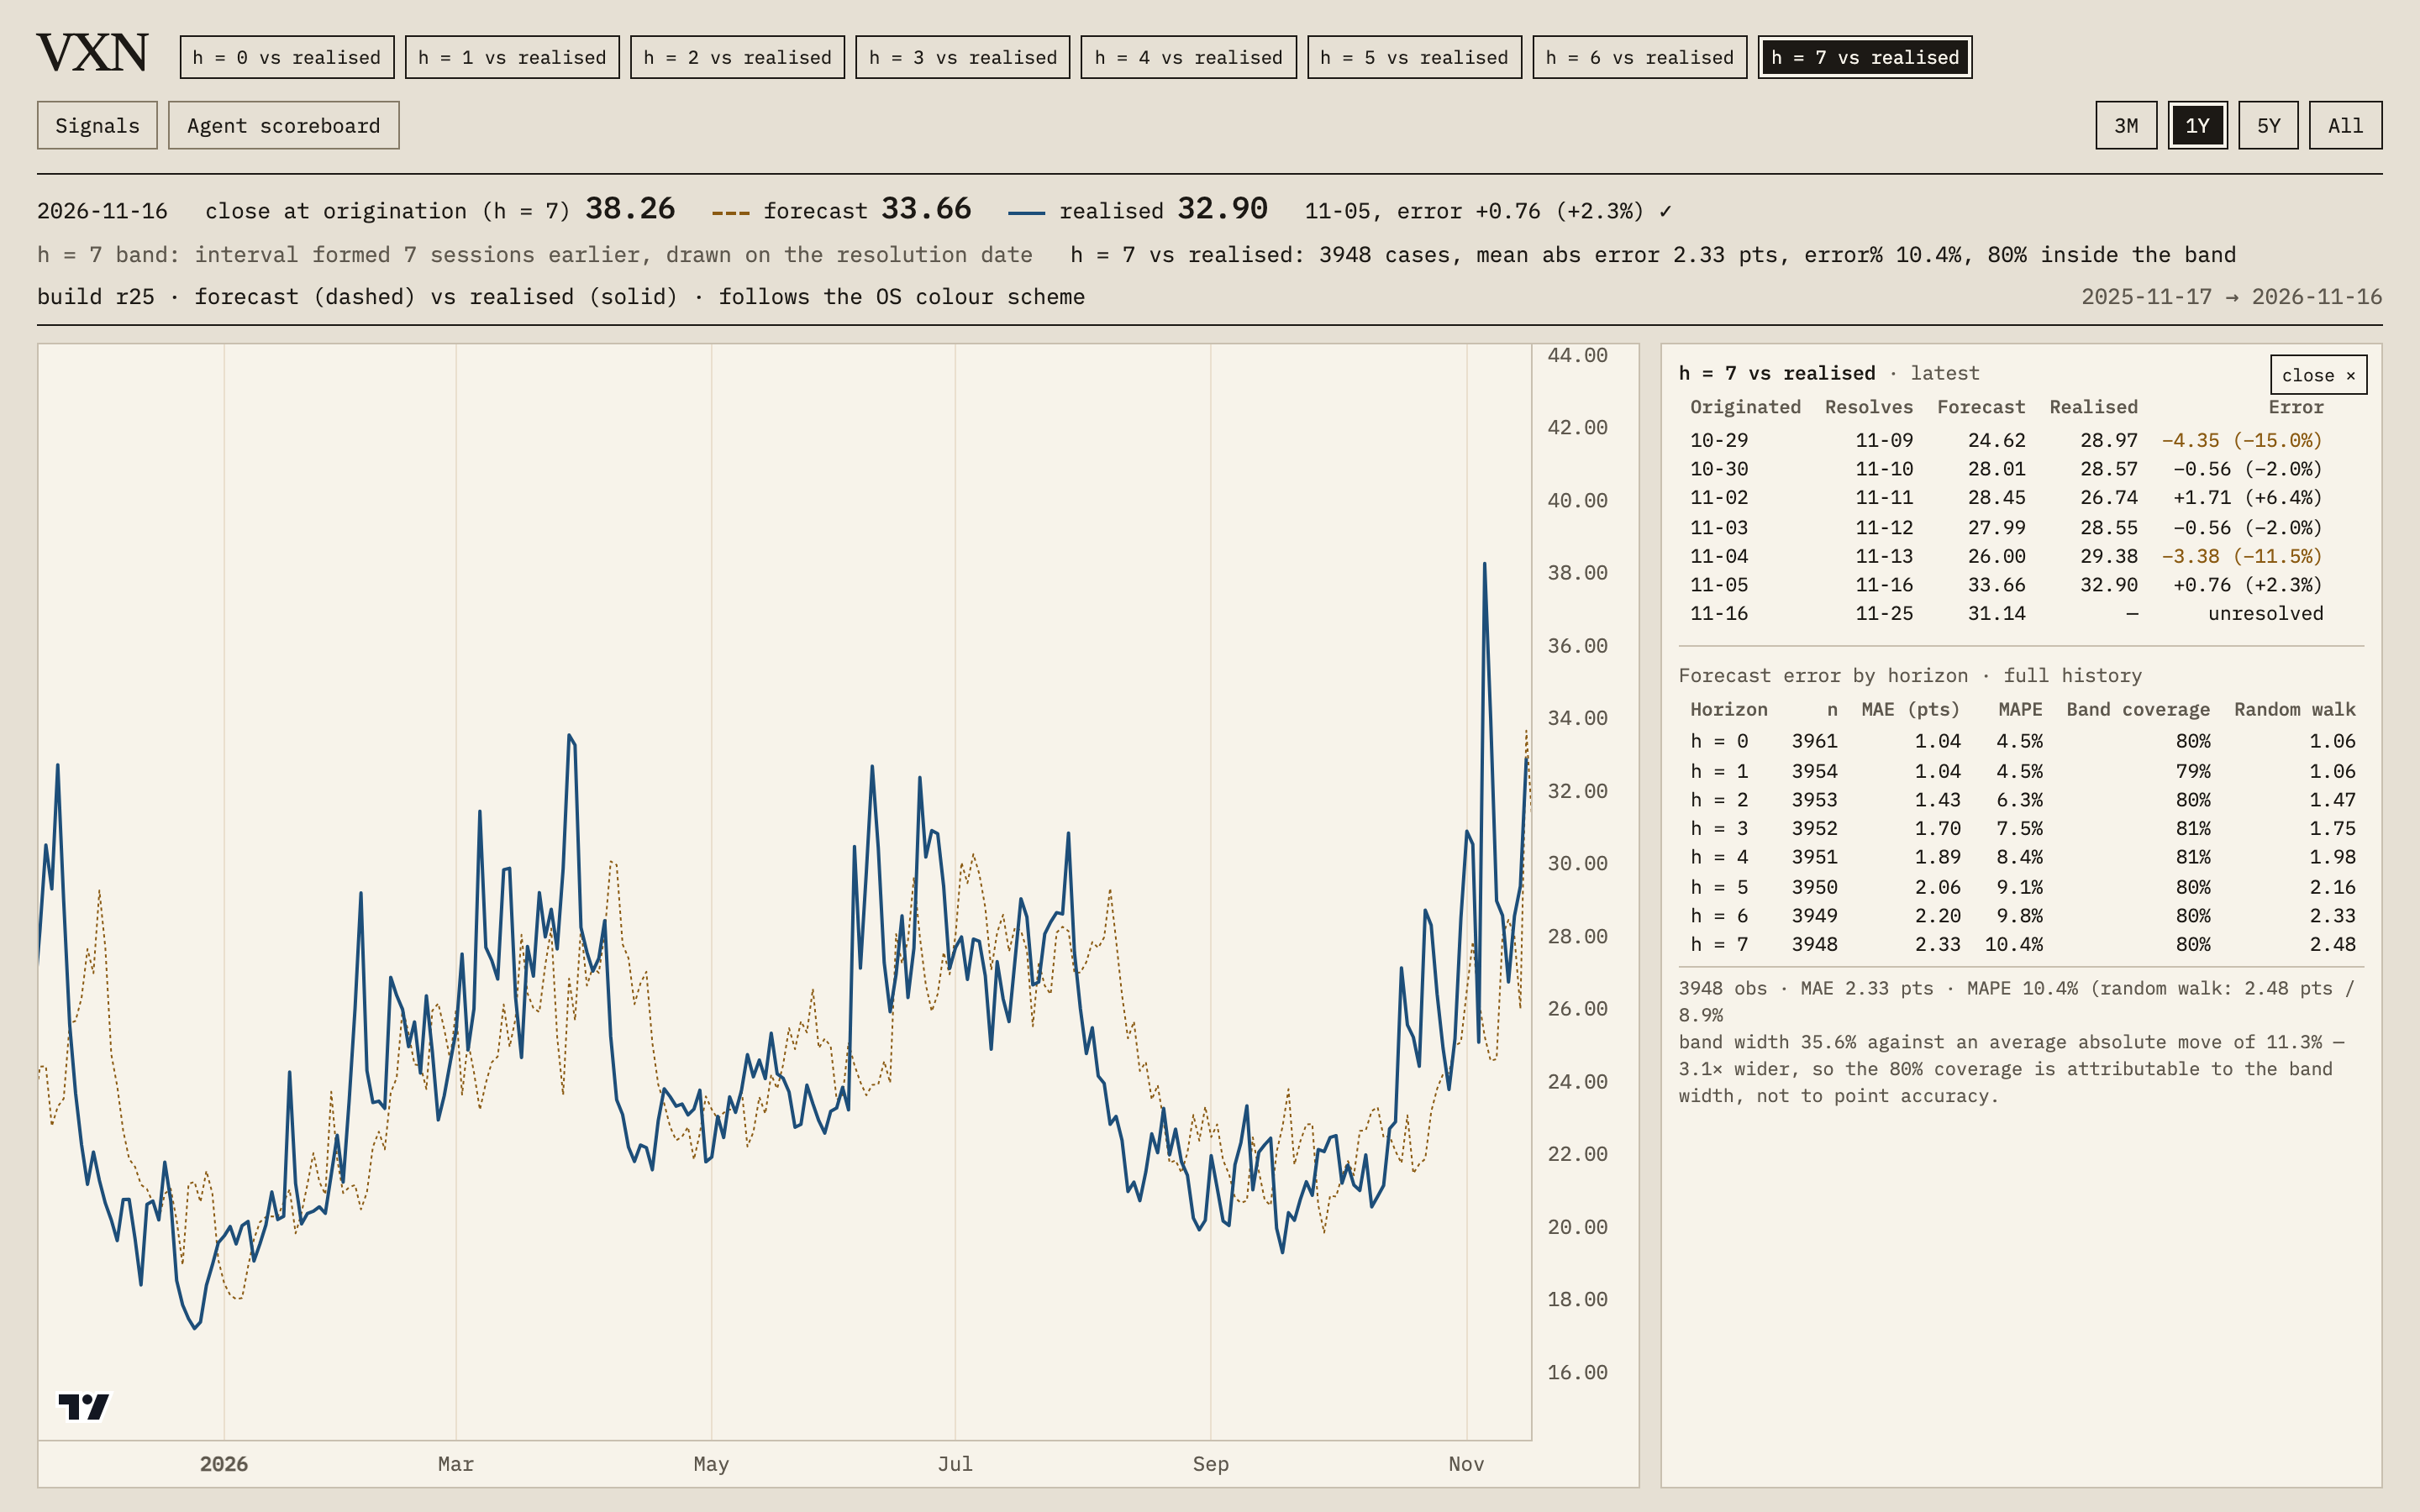 VXN h = 0 vs realised h = 1 vs realised h = 2 vs realised h = 3 vs realised h = 4 vs realised h = 5 vs realised h = 6 vs realised h = 7 vs realised
Signals Agent scoreboard 3M 1Y 5Y All
2026-11-16 close at origination (h = 7) 38.26 forecast 33.66 realised 32.90 11-05, error +0.76 (+2.3%) ✓
h = 7 band: interval formed 7 sessions earlier, drawn on the resolution date h = 7 vs realised: 3948 cases, mean abs error 2.33 pts, error% 10.4%, 80% inside the band
build r25 · forecast (dashed) vs realised (solid) · follows the OS colour scheme 2025-11-17 → 2026-11-16
44.00
42.00
40.00
38.00
36.00
34.00
32.00
30.00
28.00
26.00
24.00
22.00
20.00
18.00
16.00
2026 Mar May Jul Sep Nov
h = 7 vs realised · latest close ×
Originated Resolves Forecast Realised Error
10-29 11-09 24.62 28.97 −4.35 (−15.0%)
10-30 11-10 28.01 28.57 −0.56 (−2.0%)
11-02 11-11 28.45 26.74 +1.71 (+6.4%)
11-03 11-12 27.99 28.55 −0.56 (−2.0%)
11-04 11-13 26.00 29.38 −3.38 (−11.5%)
11-05 11-16 33.66 32.90 +0.76 (+2.3%)
11-16 11-25 31.14 — unresolved
Forecast error by horizon · full history
Horizon n MAE (pts) MAPE Band coverage Random walk
h = 0 3961 1.04 4.5% 80% 1.06
h = 1 3954 1.04 4.5% 79% 1.06
h = 2 3953 1.43 6.3% 80% 1.47
h = 3 3952 1.70 7.5% 81% 1.75
h = 4 3951 1.89 8.4% 81% 1.98
h = 5 3950 2.06 9.1% 80% 2.16
h = 6 3949 2.20 9.8% 80% 2.33
h = 7 3948 2.33 10.4% 80% 2.48
3948 obs · MAE 2.33 pts · MAPE 10.4% (random walk: 2.48 pts /
8.9%
band width 35.6% against an average absolute move of 11.3% —
3.1× wider, so the 80% coverage is attributable to the band
width, not to point accuracy.